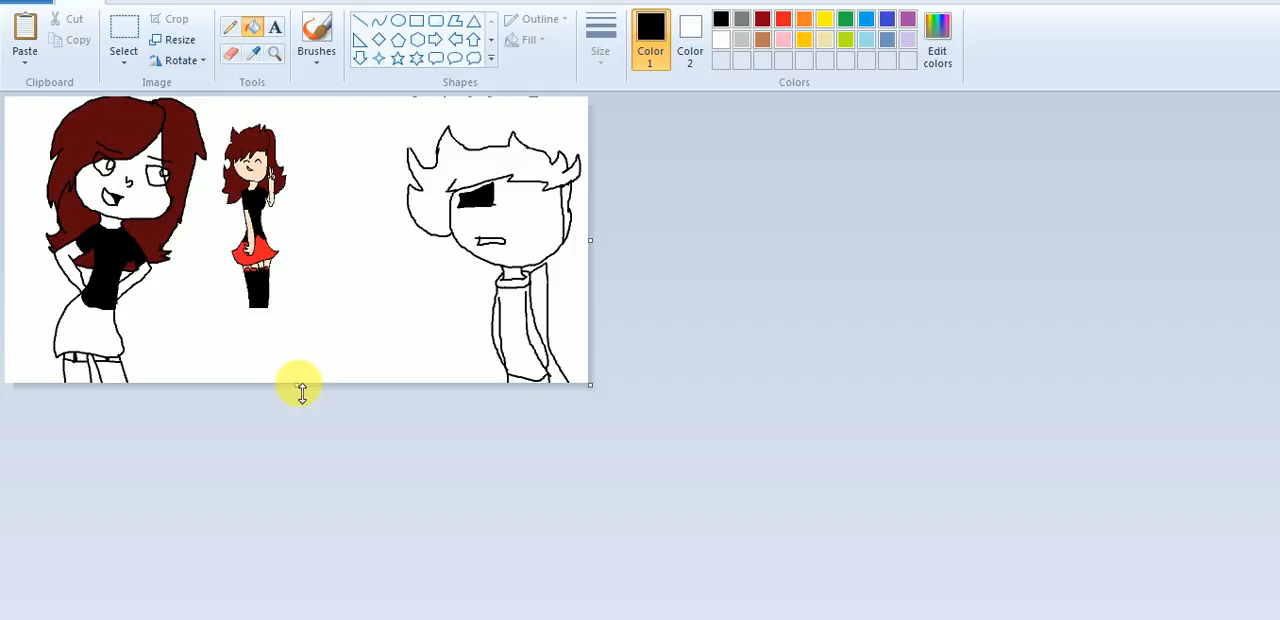 Cut
Copy
Paste
Clipboard
Crop
Resize
Rotate
Select
Image
A
Tools
Brushes
Outline
Fill
Shapes
Size
Color
1
Color
2
Edit
colors
Colors